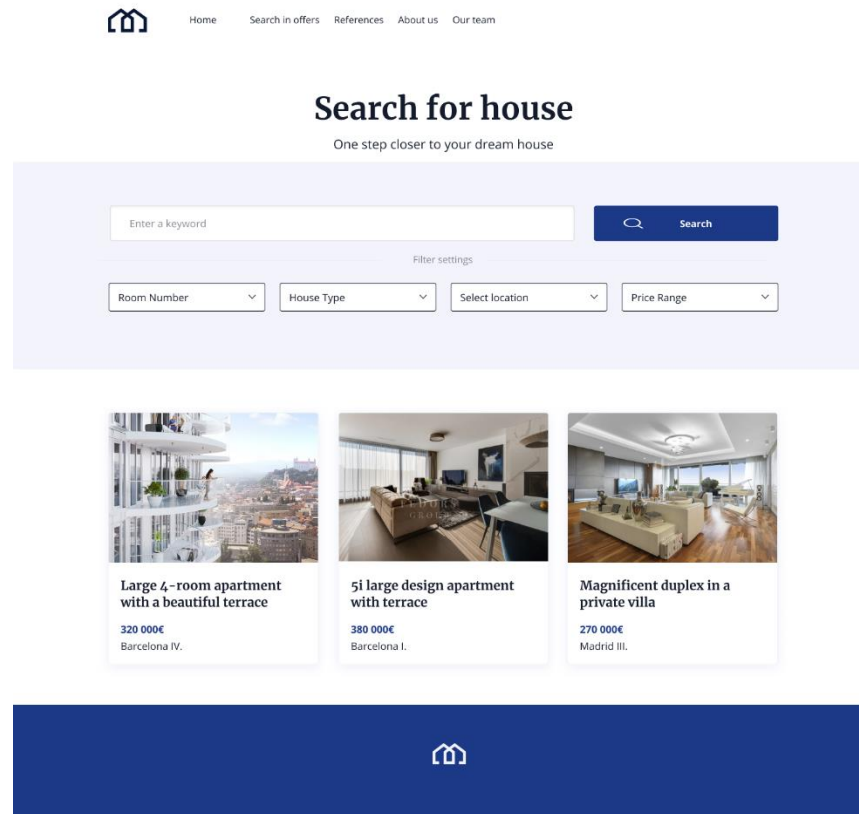 Home Search in offers References About us Our team
Search for house
One step closer to your dream house
Enter a keyword
Search
Filter settings
Room Number
House Type
Select location
Price Range
FEDORS
GROUP
Large 4-room apartment
with a beautiful terrace
320 000€
Barcelona IV.
5i large design apartment
with terrace
380 000€
Barcelona I.
Magnificent duplex in a
private villa
270 000€
Madrid III.